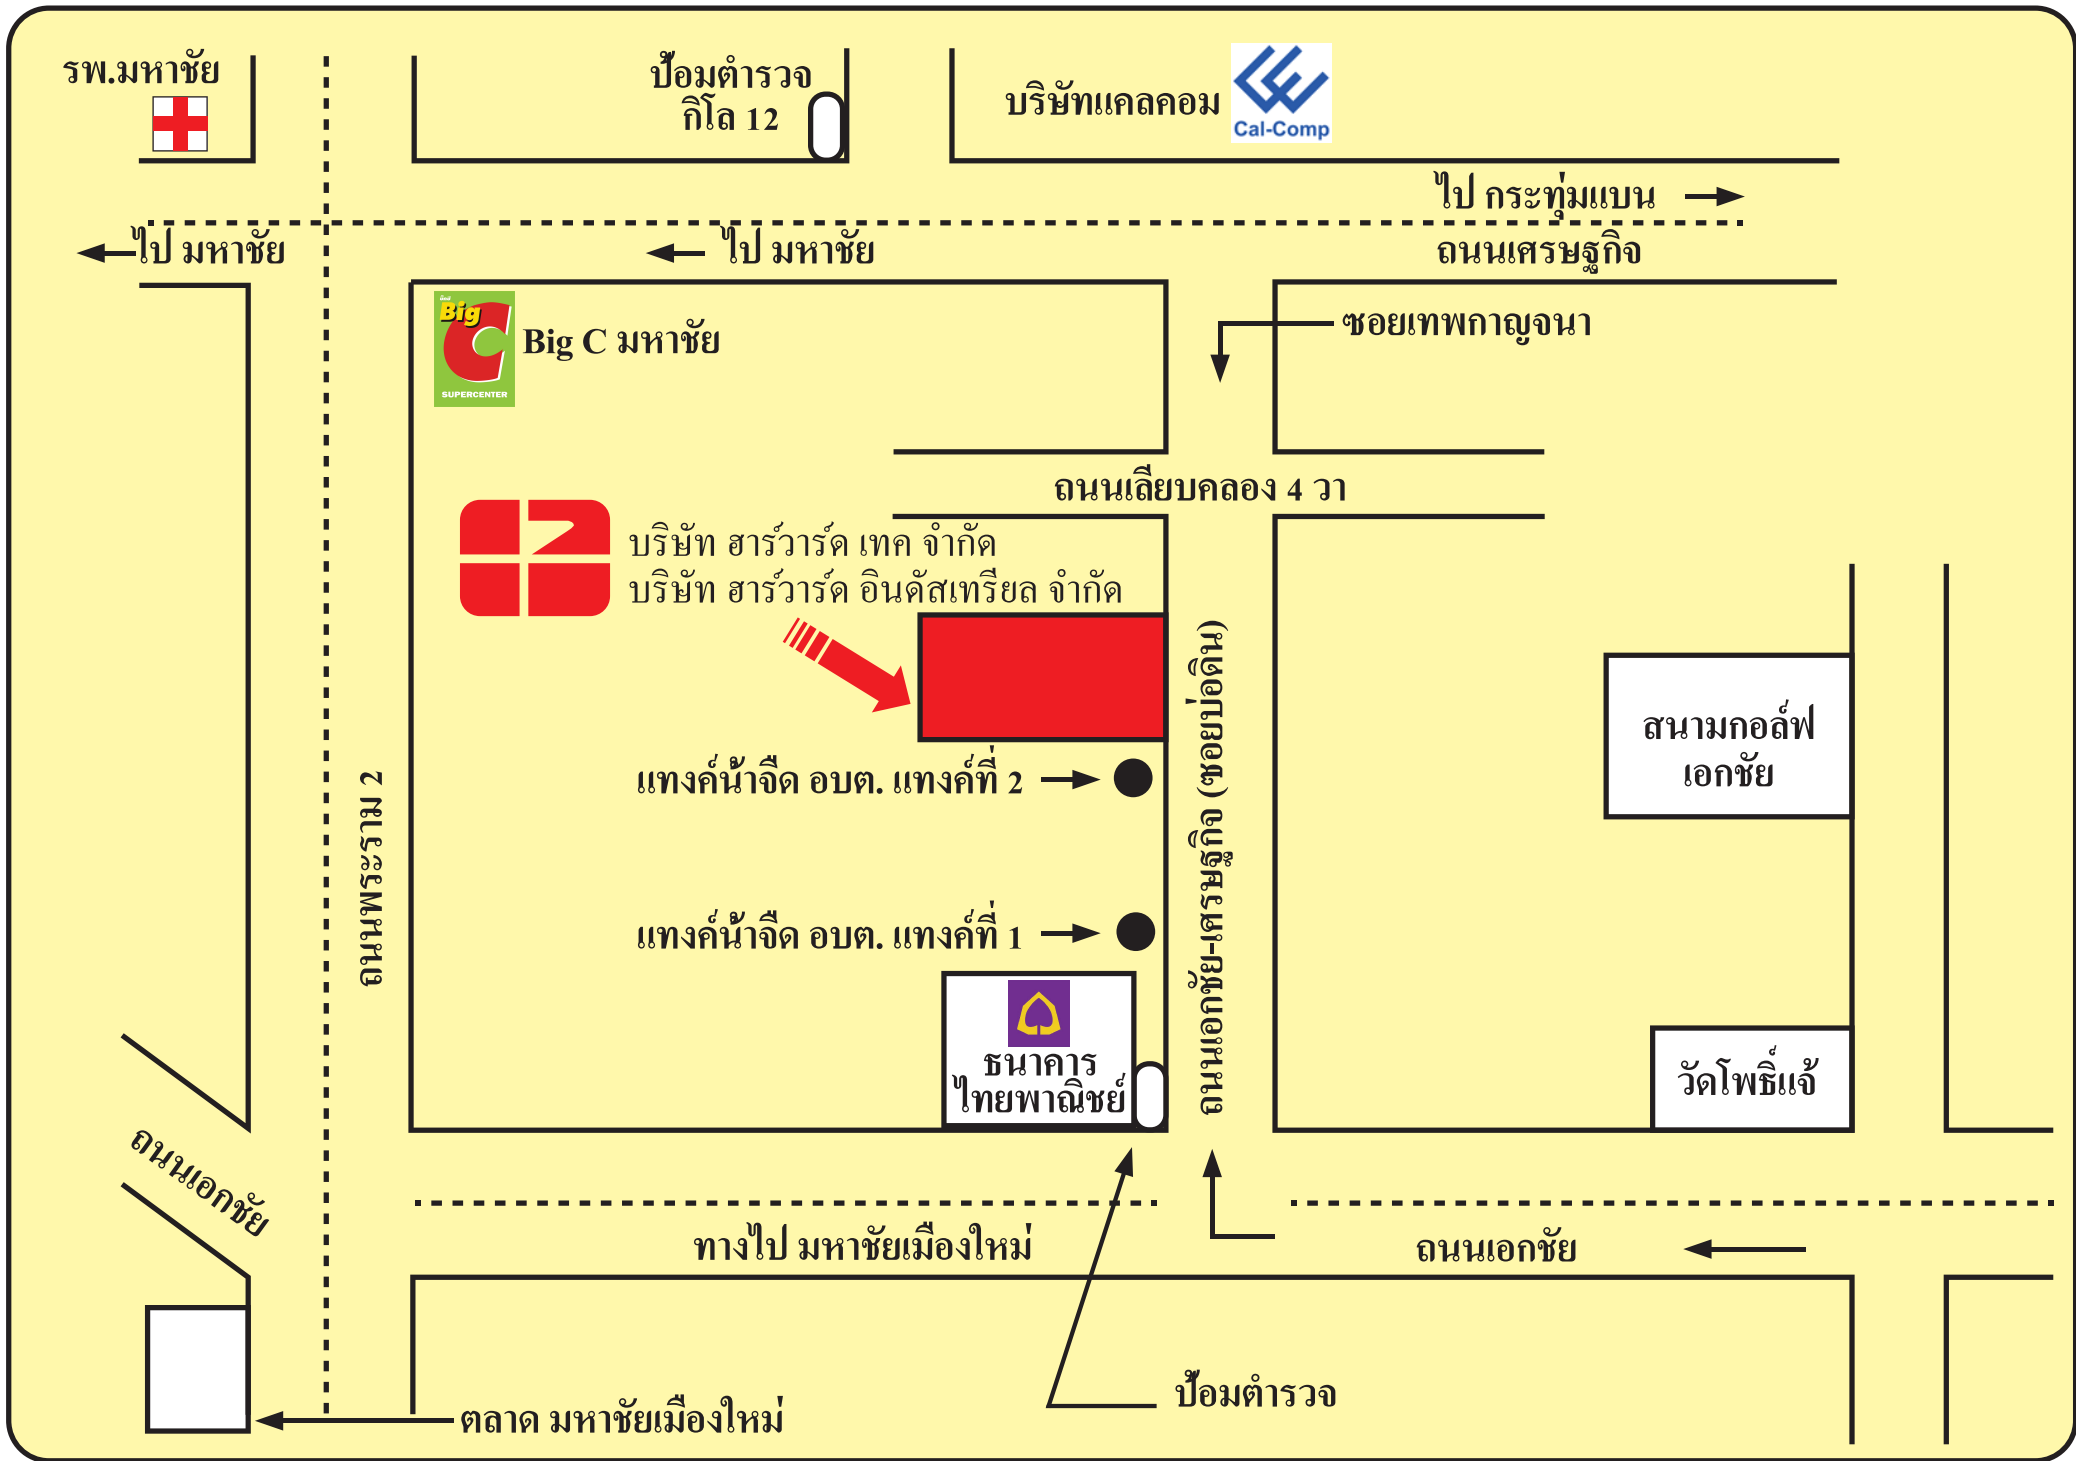 รพ.มหาชัย
ป้อมตำรวจ
กิโล 12
บริษัทแคลคอม
Cal-Comp
ไป กระทุ่มแบน
ไป มหาชัย
ไป มหาชัย
ถนนเศรษฐกิจ
Big C
SUPERCENTER
Big C มหาชัย
ซอยเทพกาญจนา
ถนนเลียบคลอง 4 วา
บริษัท ฮาร์วาร์ด เทค จำกัด
บริษัท ฮาร์วาร์ด อินดัสเทรียล จำกัด
ถนนเอกชัย-เศรษฐกิจ (ซอยบ่อดิน)
สนามกอล์ฟ
เอกชัย
ถนนพระราม 2
แทงค์น้ำจืด อบต. แทงค์ที่ 2
แทงค์น้ำจืด อบต. แทงค์ที่ 1
ธนาคาร
ไทยพาณิชย์
วัดโพธิ์แจ้
ถนนเอกชัย
ทางไป มหาชัยเมืองใหม่
ถนนเอกชัย
ป้อมตำรวจ
ตลาด มหาชัยเมืองใหม่